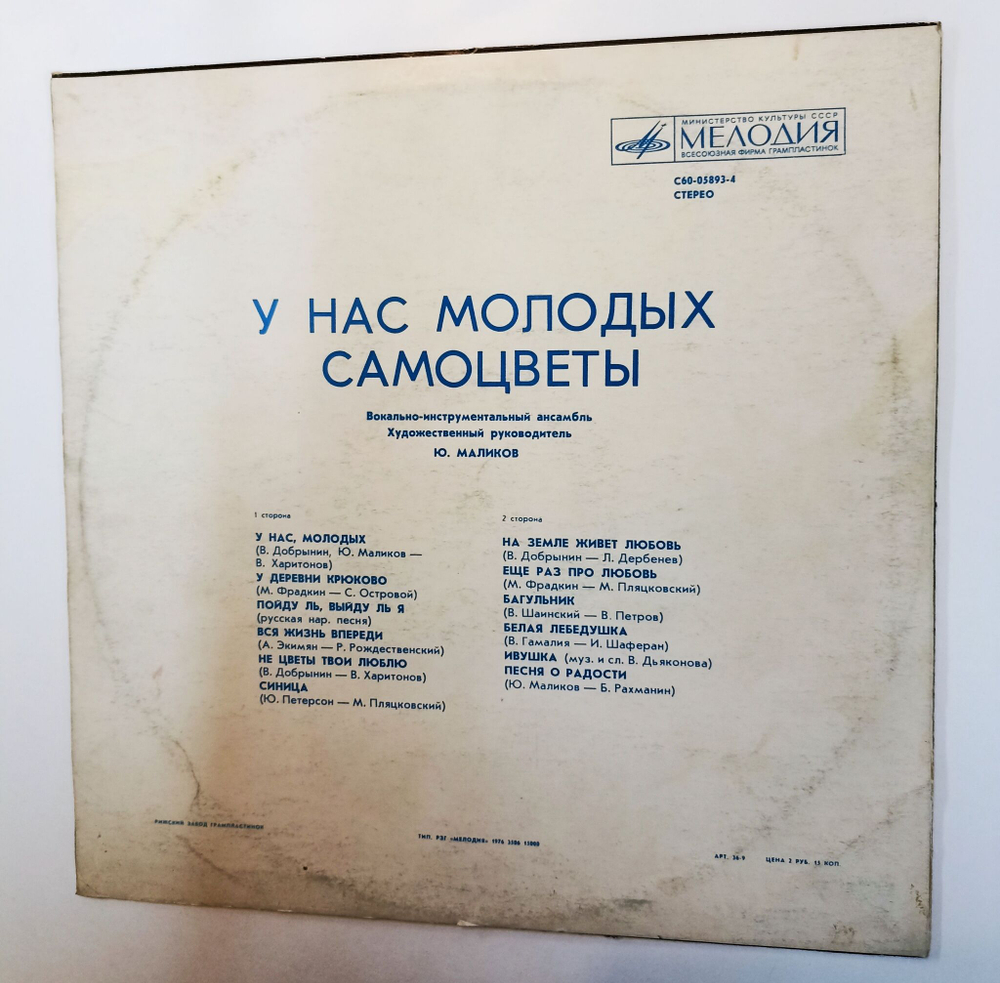 МИНИСТЕРСТВО КУЛЬТУРЫ СССР
МЕЛОДИЯ
ВСЕСОЮЗНАЯ ФИРМА ГРАМПЛАСТИНОК
С60-05893-4
СТЕРЕО
У НАС МОЛОДЫХ
САМОЦВЕТЫ
Вокально-инструментальный ансамбль
Художественный руководитель
Ю. МАЛИКОВ
1 сторона
У НАС, МОЛОДЫХ
(В. Добрынин, Ю. Маликов —
В. Харитонов)
У ДЕРЕВНИ КРЮКОВО
(М. Фрадкин — С. Островой)
ПОЙДУ ЛЬ, ВЫЙДУ ЛЬ Я
(русская нар. песня)
ВСЯ ЖИЗНЬ ВПЕРЕДИ
(А. Экимян — Р. Рождественский)
НЕ ЦВЕТЫ ТВОИ ЛЮБЛЮ
(В. Добрынин — В. Харитонов)
СИНИЦА
(Ю. Петерсон — М. Пляцковский)
2 сторона
НА ЗЕМЛЕ ЖИВЕТ ЛЮБОВЬ
(В. Добрынин — Л. Дербенев)
ЕЩЕ РАЗ ПРО ЛЮБОВЬ
(М. Фрадкин — М. Пляцковский)
БАГУЛЬНИК
(В. Шаинский — В. Петров)
БЕЛАЯ ЛЕБЕДУШКА
(В. Гамалия — И. Шаферан)
ИВУШКА (муз. и сл. В. Дьяконова)
ПЕСНЯ О РАДОСТИ
(Ю. Маликов — Б. Рахманин)
РИЖСКИЙ ЗАВОД ГРАМПЛАСТИНОК
ТИП. РЗГ «МЕЛОДИЯ» 1976 3586 15000
АРТ. 36-9 ЦЕНА 2 РУБ. 15 КОП.